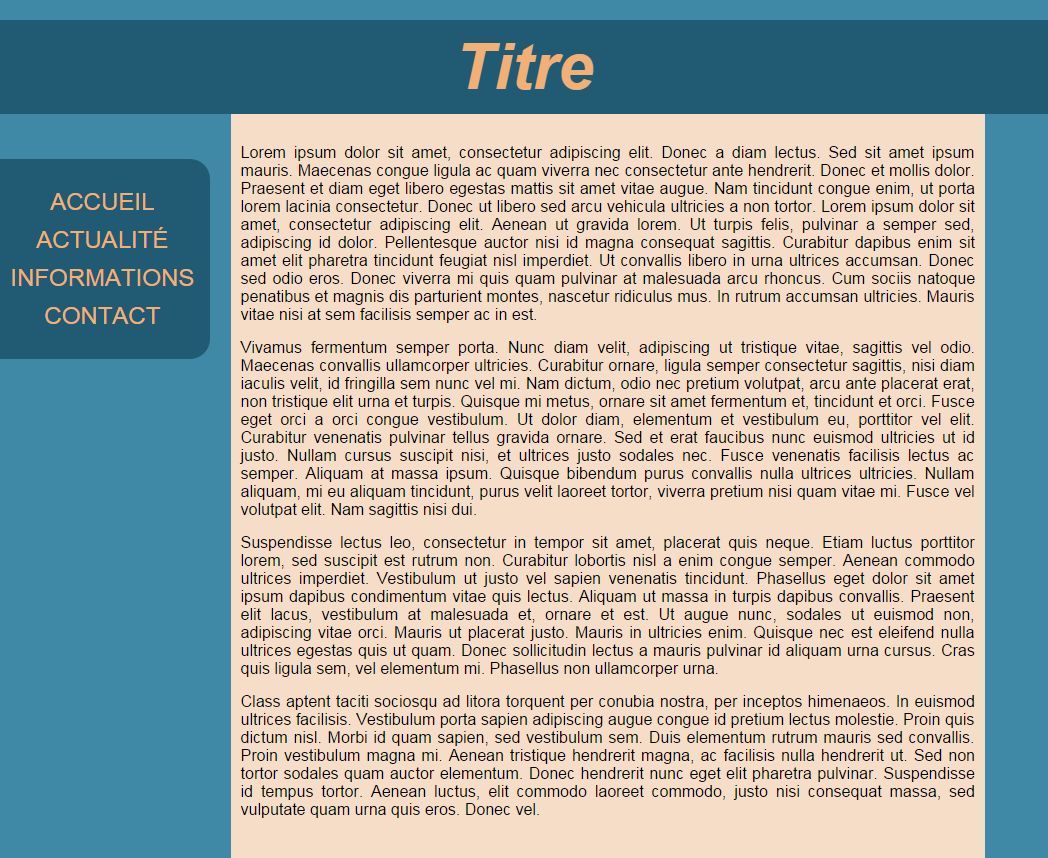 Titre
ACCUEIL
ACTUALITÉ
INFORMATIONS
CONTACT
Lorem ipsum dolor sit amet, consectetur adipiscing elit. Donec a diam lectus. Sed sit amet ipsum
mauris. Maecenas congue ligula ac quam viverra nec consectetur ante hendrerit. Donec et mollis dolor.
Praesent et diam eget libero egestas mattis sit amet vitae augue. Nam tincidunt congue enim, ut porta
lorem lacinia consectetur. Donec ut libero sed arcu vehicula ultricies a non tortor. Lorem ipsum dolor sit
amet, consectetur adipiscing elit. Aenean ut gravida lorem. Ut turpis felis, pulvinar a semper sed,
adipiscing id dolor. Pellentesque auctor nisi id magna consequat sagittis. Curabitur dapibus enim sit
amet elit pharetra tincidunt feugiat nisl imperdiet. Ut convallis libero in urna ultrices accumsan. Donec
sed odio eros. Donec viverra mi quis quam pulvinar at malesuada arcu rhoncus. Cum sociis natoque
penatibus et magnis dis parturient montes, nascetur ridiculus mus. In rutrum accumsan ultricies. Mauris
vitae nisi at sem facilisis semper ac in est.
Vivamus fermentum semper porta. Nunc diam velit, adipiscing ut tristique vitae, sagittis vel odio.
Maecenas convallis ullamcorper ultricies. Curabitur ornare, ligula semper consectetur sagittis, nisi diam
iaculis velit, id fringilla sem nunc vel mi. Nam dictum, odio nec pretium volutpat, arcu ante placerat erat,
non tristique elit urna et turpis. Quisque mi metus, ornare sit amet fermentum et, tincidunt et orci. Fusce
eget orci a orci congue vestibulum. Ut dolor diam, elementum et vestibulum eu, porttitor vel elit.
Curabitur venenatis pulvinar tellus gravida ornare. Sed et erat faucibus nunc euismod ultricies ut id
justo. Nullam cursus suscipit nisi, et ultrices justo sodales nec. Fusce venenatis facilisis lectus ac
semper. Aliquam at massa ipsum. Quisque bibendum purus convallis nulla ultrices ultricies. Nullam
aliquam, mi eu aliquam tincidunt, purus velit laoreet tortor, viverra pretium nisi quam vitae mi. Fusce vel
volutpat elit. Nam sagittis nisi dui.
Suspendisse lectus leo, consectetur in tempor sit amet, placerat quis neque. Etiam luctus porttitor
lorem, sed suscipit est rutrum non. Curabitur lobortis nisl a enim congue semper. Aenean commodo
ultrices imperdiet. Vestibulum ut justo vel sapien venenatis tincidunt. Phasellus eget dolor sit amet
ipsum dapibus condimentum vitae quis lectus. Aliquam ut massa in turpis dapibus convallis. Praesent
elit lacus, vestibulum at malesuada et, ornare et est. Ut augue nunc, sodales ut euismod non,
adipiscing vitae orci. Mauris ut placerat justo. Mauris in ultricies enim. Quisque nec est eleifend nulla
ultrices egestas quis ut quam. Donec sollicitudin lectus a mauris pulvinar id aliquam urna cursus. Cras
quis ligula sem, vel elementum mi. Phasellus non ullamcorper urna.
Class aptent taciti sociosqu ad litora torquent per conubia nostra, per inceptos himenaeos. In euismod
ultrices facilisis. Vestibulum porta sapien adipiscing augue congue id pretium lectus molestie. Proin quis
dictum nisl. Morbi id quam sapien, sed vestibulum sem. Duis elementum rutrum mauris sed convallis.
Proin vestibulum magna mi. Aenean tristique hendrerit magna, ac facilisis nulla hendrerit ut. Sed non
tortor sodales quam auctor elementum. Donec hendrerit nunc eget elit pharetra pulvinar. Suspendisse
id tempus tortor. Aenean luctus, elit commodo laoreet commodo, justo nisi consequat massa, sed
vulputate quam urna quis eros. Donec vel.